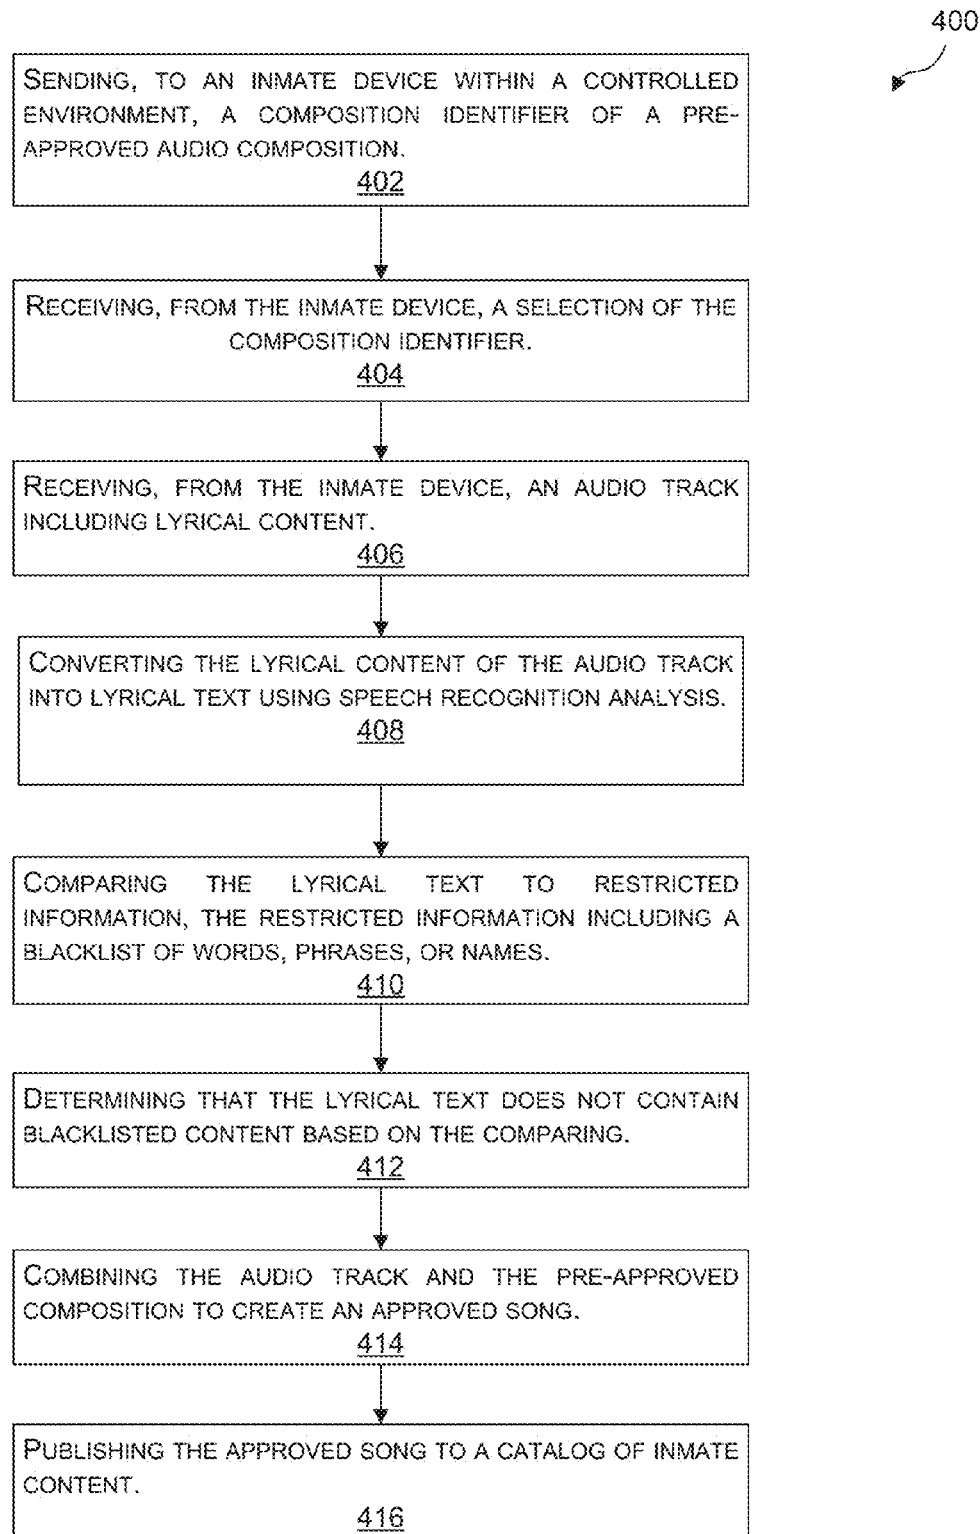 400
SENDING, TO AN INMATE DEVICE WITHIN A CONTROLLED
ENVIRONMENT, A COMPOSITION IDENTIFIER OF A PRE-
APPROVED AUDIO COMPOSITION.
402
RECEIVING, FROM THE INMATE DEVICE, A SELECTION OF THE
COMPOSITION IDENTIFIER.
404
RECEIVING, FROM THE INMATE DEVICE, AN AUDIO TRACK
INCLUDING LYRICAL CONTENT.
406
CONVERTING THE LYRICAL CONTENT OF THE AUDIO TRACK
INTO LYRICAL TEXT USING SPEECH RECOGNITION ANALYSIS.
408
COMPARING THE LYRICAL TEXT TO RESTRICTED
INFORMATION, THE RESTRICTED INFORMATION INCLUDING A
BLACKLIST OF WORDS, PHRASES, OR NAMES.
410
DETERMINING THAT THE LYRICAL TEXT DOES NOT CONTAIN
BLACKLISTED CONTENT BASED ON THE COMPARING.
412
COMBINING THE AUDIO TRACK AND THE PRE-APPROVED
COMPOSITION TO CREATE AN APPROVED SONG.
414
PUBLISHING THE APPROVED SONG TO A CATALOG OF INMATE
CONTENT.
416